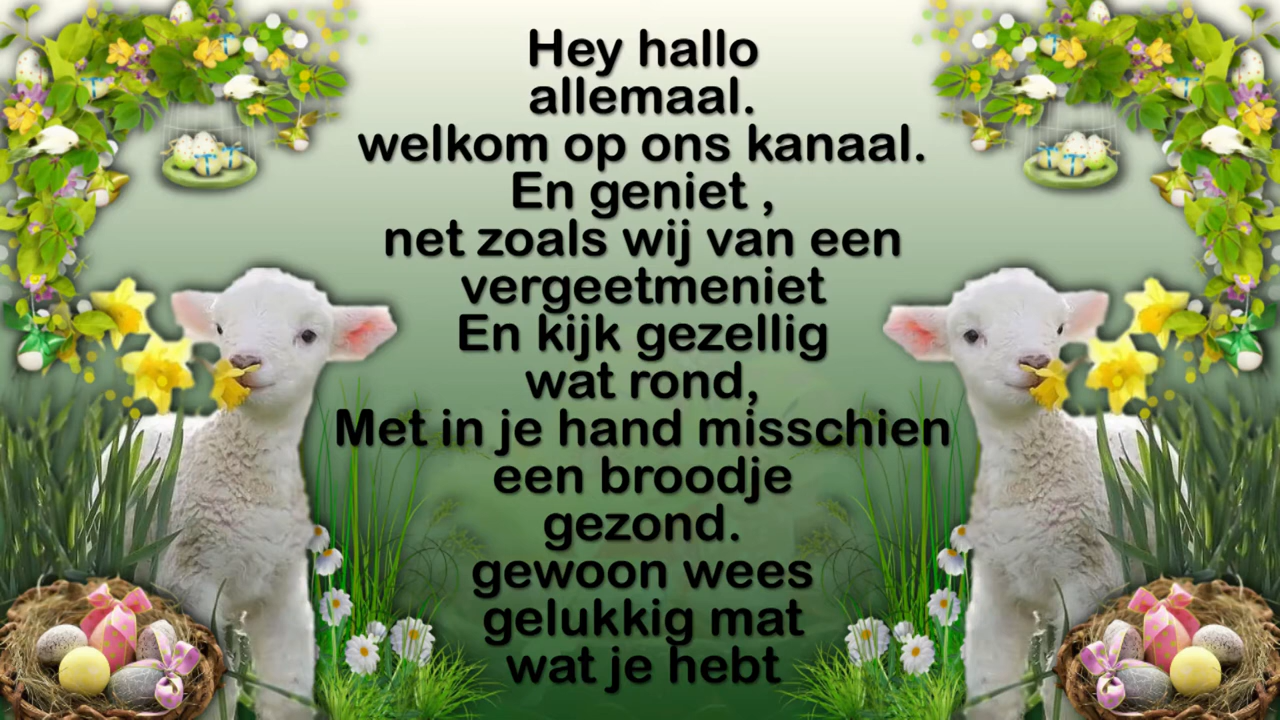 Hey hallo
allemaal.
welkom op ons kanaal.
En geniet ,
net zoals wij van een
vergeetmeniet
En kijk gezellig
wat rond,
Met in je hand misschien
een broodje
gezond.
gewoon wees
gelukkig mat
wat je hebt